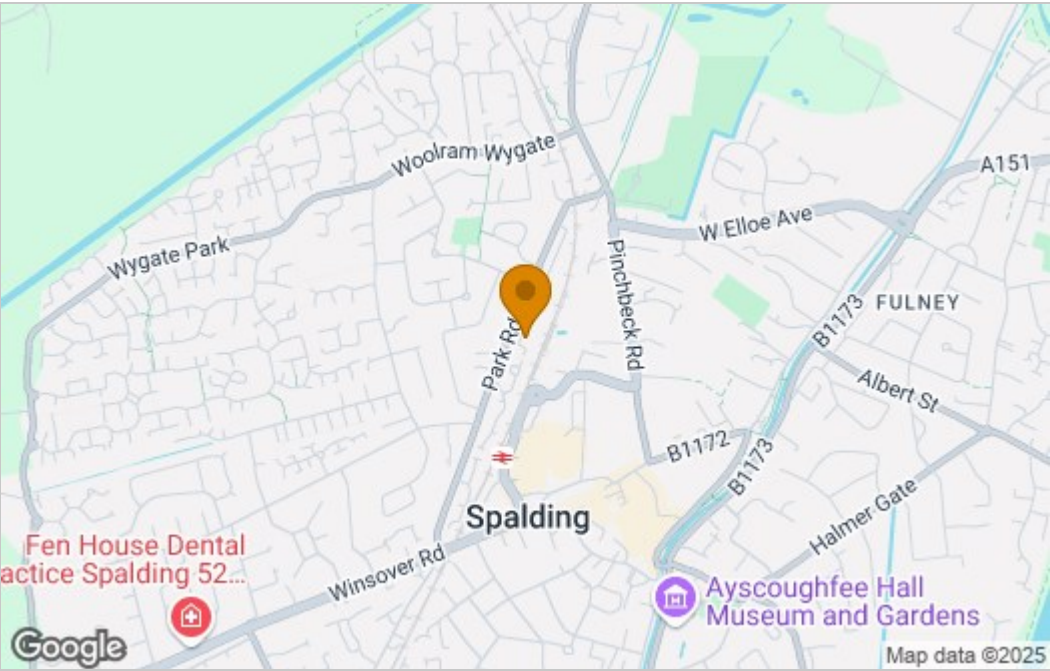 Woolram Wygate
A151
W Elloe Ave
Wygate Park
Pinchbeck Rd
FULNEY
B1173
Park Rd
Albert St
B1172
B1173
Spalding
Halmer Gate
Fen House Dental
actice Spalding 52...
Winsover Rd
Ayscoughfee Hall
Museum and Gardens
Google
Map data ©2025